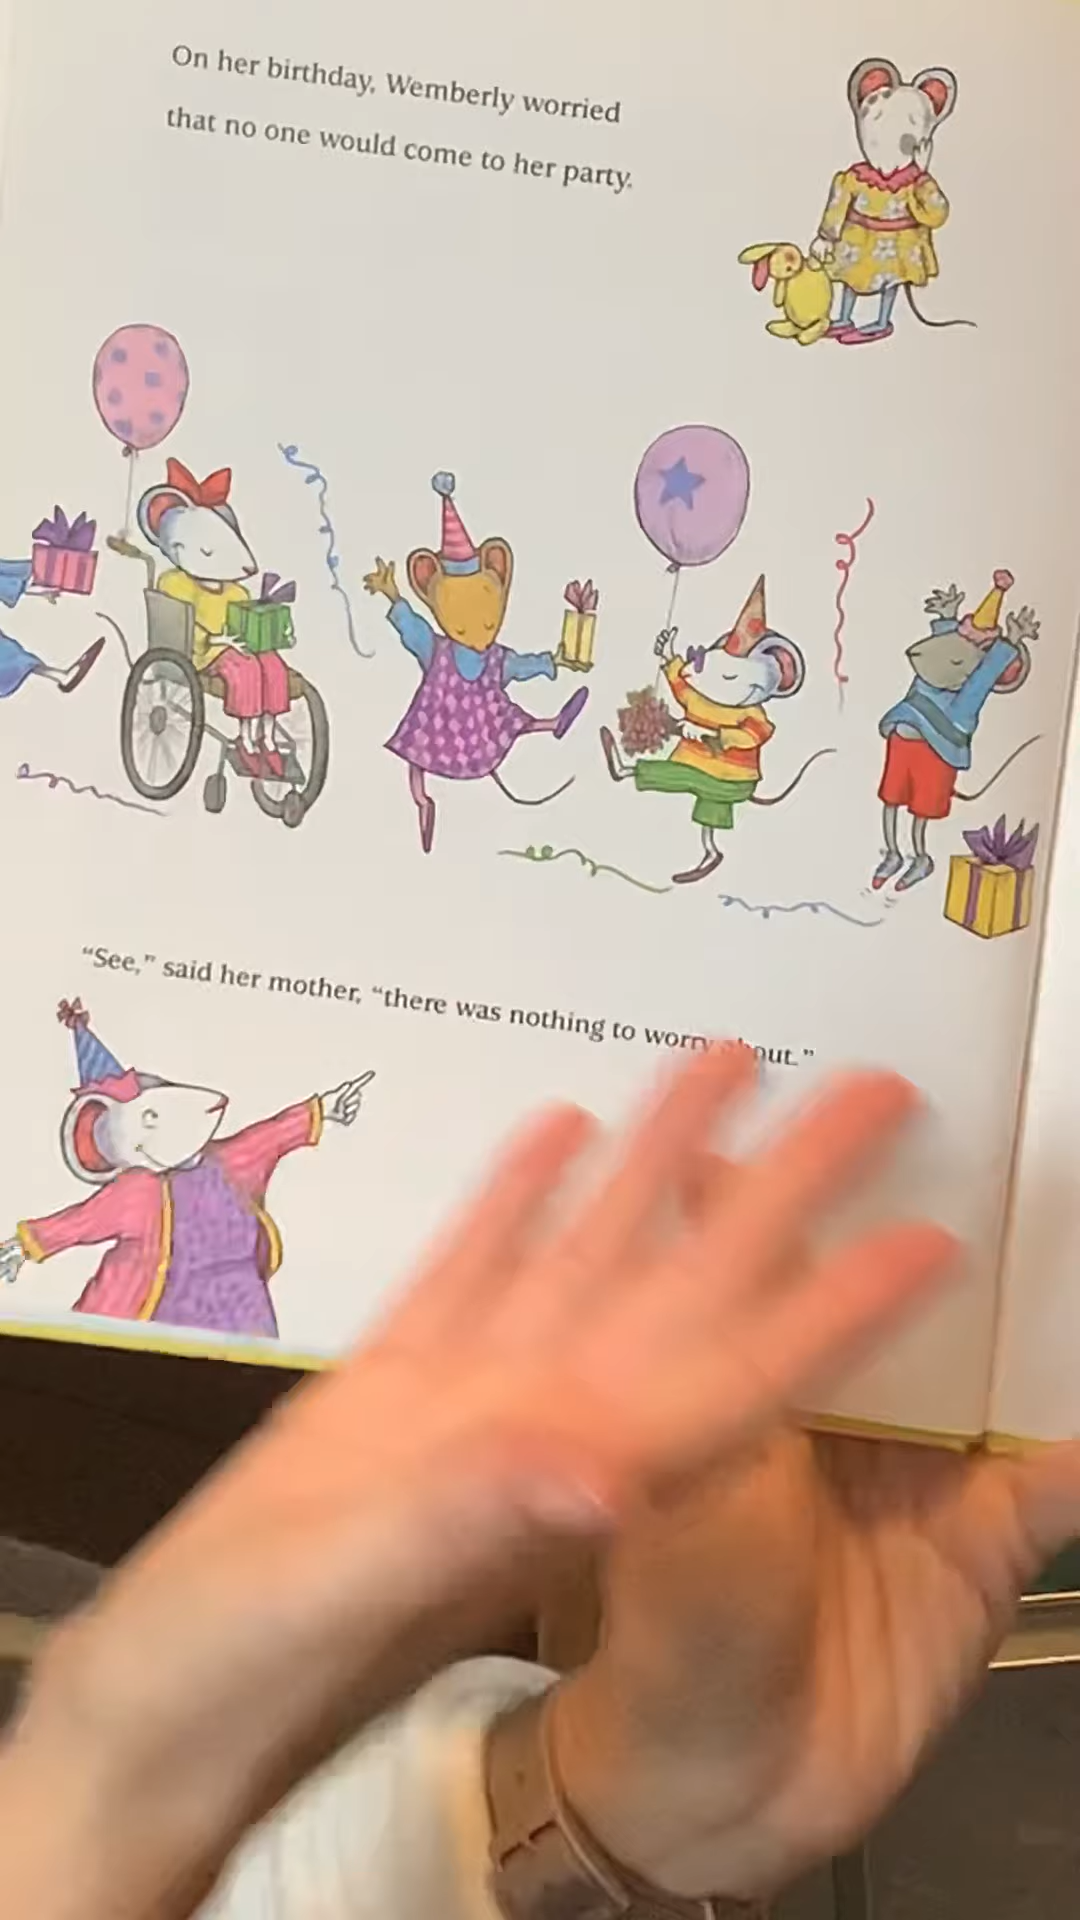 On her birthday, Wemberly worried
that no one would come to her party.
“See,” said her mother, “there was nothing to worry about.”